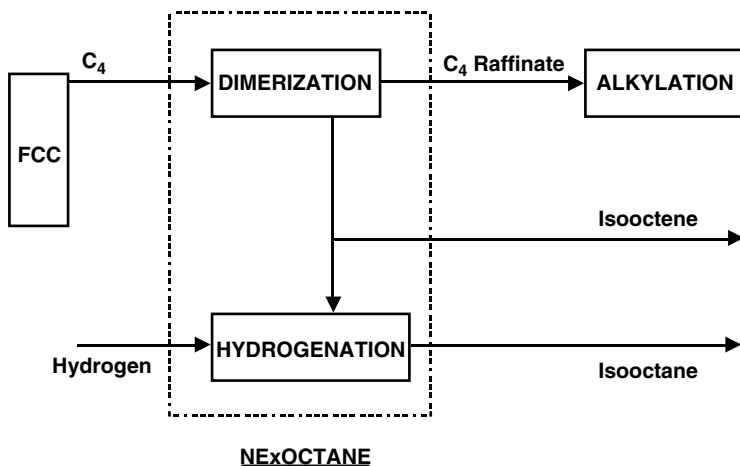 C₄
DIMERIZATION
C₄ Raffinate
ALKYLATION
FCC
Isooctene
Hydrogen
HYDROGENATION
Isooctane
NExOCTANE